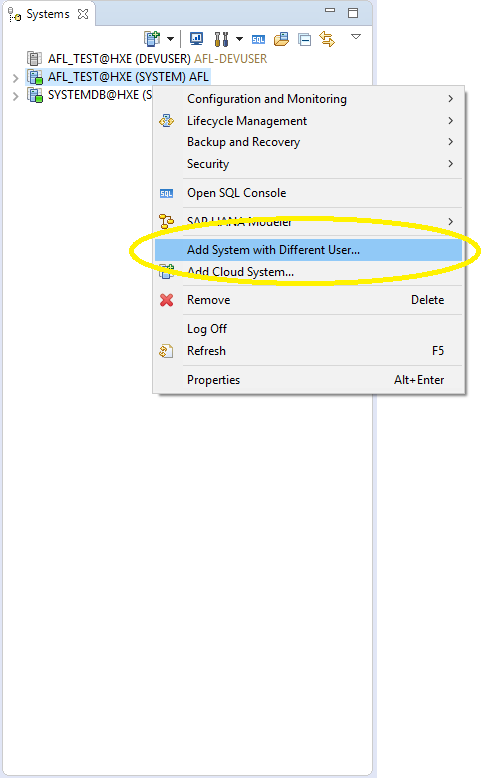 Systems
SQL
AFL_TEST@HXE (DEVUSER) AFL-DEVUSER
AFL_TEST@HXE (SYSTEM) AFL
SYSTEMDB@HXE (S
Configuration and Monitoring
Lifecycle Management
Backup and Recovery
Security
SQL Open SQL Console
SAP HANA Modeler
Add System with Different User...
Add Cloud System...
Remove Delete
Log Off
Refresh F5
Properties Alt+Enter